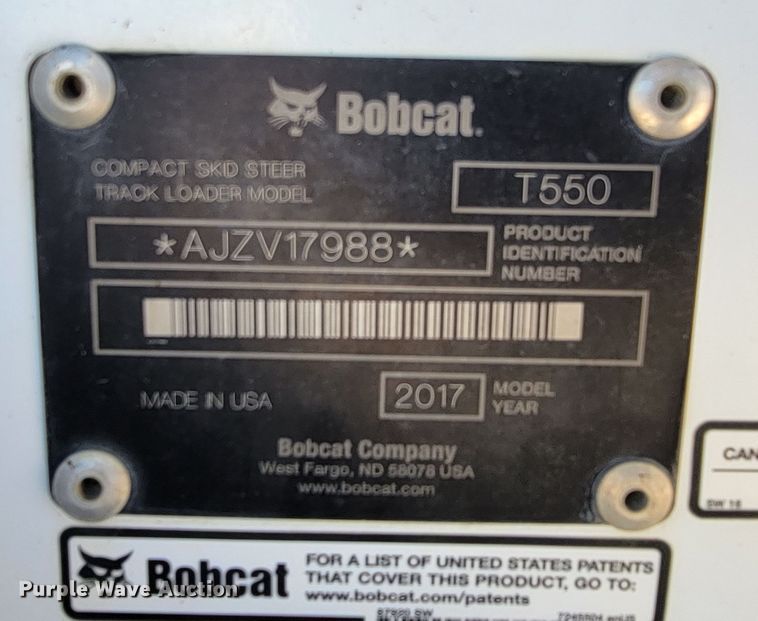 Bobcat.
COMPACT SKID STEER
TRACK LOADER MODEL
T550
*AJZV17988*
PRODUCT
IDENTIFICATION
NUMBER
MADE IN USA
2017
MODEL
YEAR
Bobcat Company
West Fargo, ND 58078 USA
www.bobcat.com
CAN
SW 16
Bobcat
FOR A LIST OF UNITED STATES PATENTS
THAT COVER THIS PRODUCT, GO TO:
www.bobcat.com/patents
Purple Wave Auction